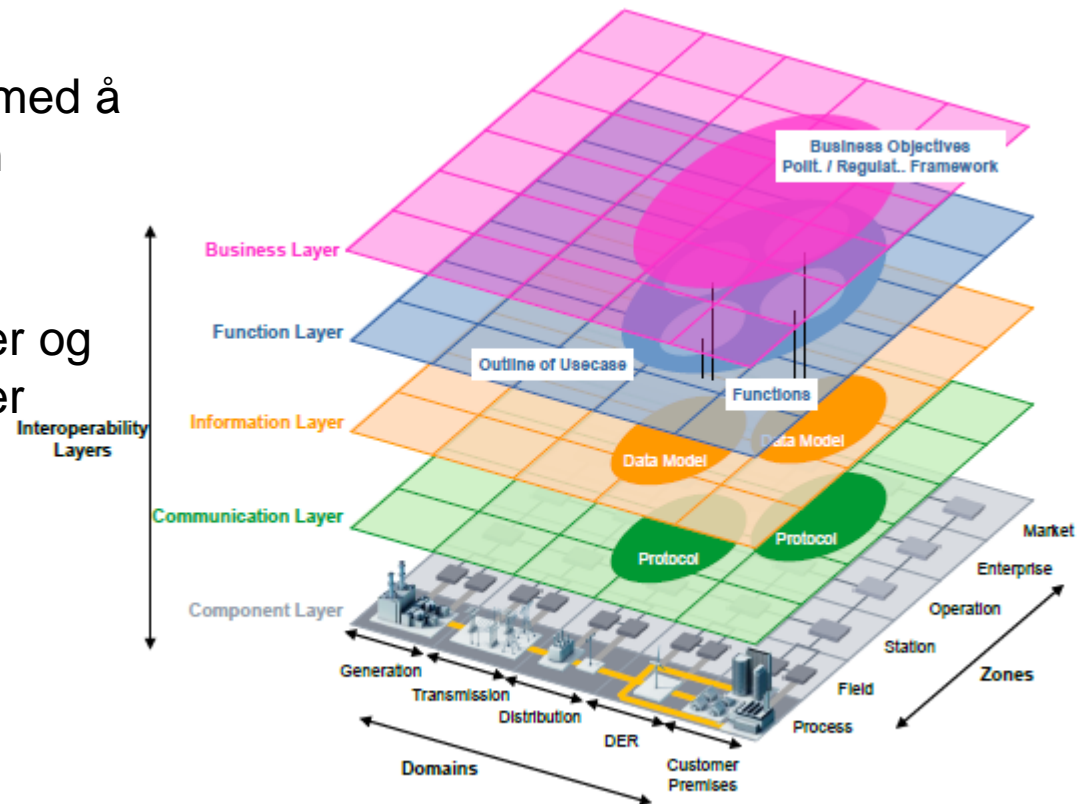 med å
er og
er
Business Objectives
Polit. / Regulat.. Framework
Business Layer
Function Layer
Outline of Usecase
Functions
Information Layer
Interoperability
Layers
Data Model
Data Model
Communication Layer
Protocol
Protocol
Component Layer
Market
Enterprise
Operation
Station
Field
Process
Zones
Generation
Transmission
Distribution
DER
Customer
Premises
Domains